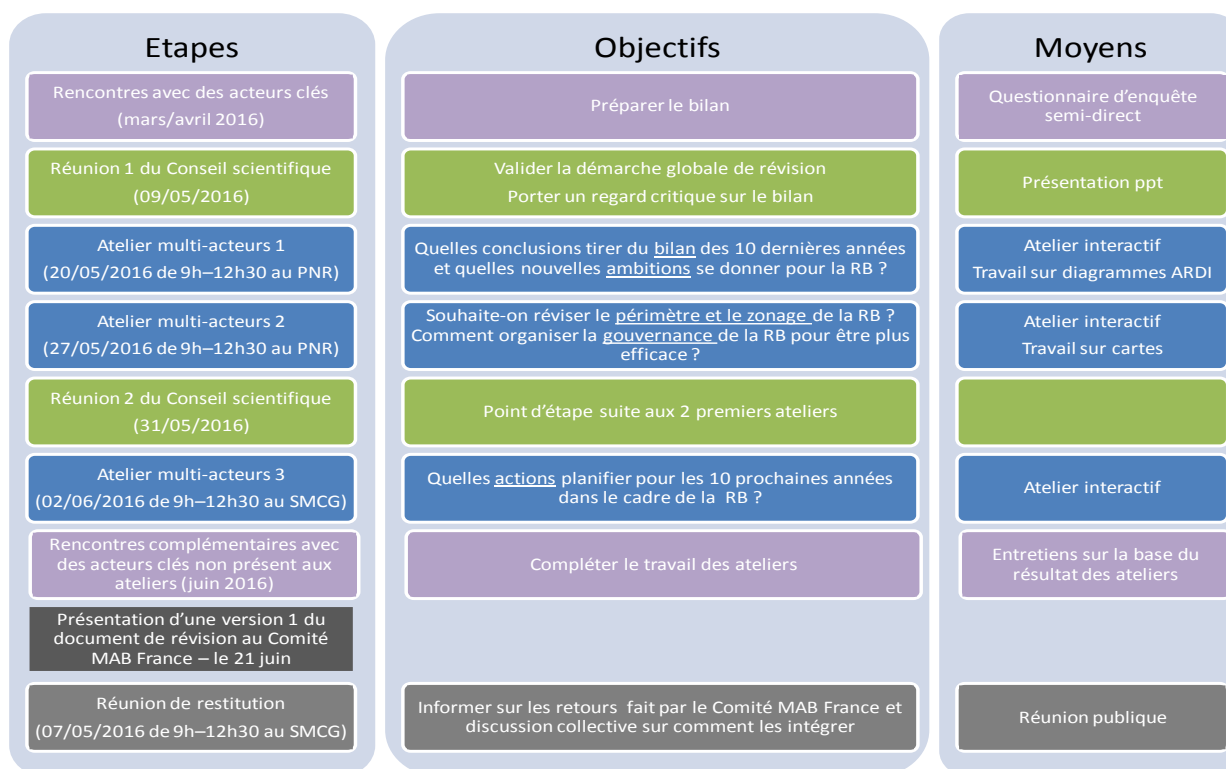 Etapes
Objectifs
Moyens
Rencontres avec des acteurs clés
(mars/avril 2016)
Préparer le bilan
Questionnaire d'enquête
semi-direct
Réunion 1 du Conseil scientifique
(09/05/2016)
Valider la démarche globale de révision
Porter un regard critique sur le bilan
Présentation ppt
Atelier multi-acteurs 1
(20/05/2016 de 9h–12h30 au PNR)
Quelles conclusions tirer du bilan des 10 dernières années
et quelles nouvelles ambitions se donner pour la RB ?
Atelier interactif
Travail sur diagrammes ARDI
Atelier multi-acteurs 2
(27/05/2016 de 9h–12h30 au PNR)
Souhaite-on réviser le périmètre et le zonage de la RB ?
Comment organiser la gouvernance de la RB pour être plus
efficace ?
Atelier interactif
Travail sur cartes
Réunion 2 du Conseil scientifique
(31/05/2016)
Point d'étape suite aux 2 premiers ateliers
Atelier multi-acteurs 3
(02/06/2016 de 9h–12h30 au SMCG)
Quelles actions planifier pour les 10 prochaines années
dans le cadre de la RB ?
Atelier interactif
Rencontres complémentaires avec
des acteurs clés non présent aux
ateliers (juin 2016)
Compléter le travail des ateliers
Entretiens sur la base du
résultat des ateliers
Présentation d'une version 1 du
document de révision au Comité
MAB France – le 21 juin
Réunion de restitution
(07/05/2016 de 9h–12h30 au SMCG)
Informer sur les retours fait par le Comité MAB France et
discussion collective sur comment les intégrer
Réunion publique